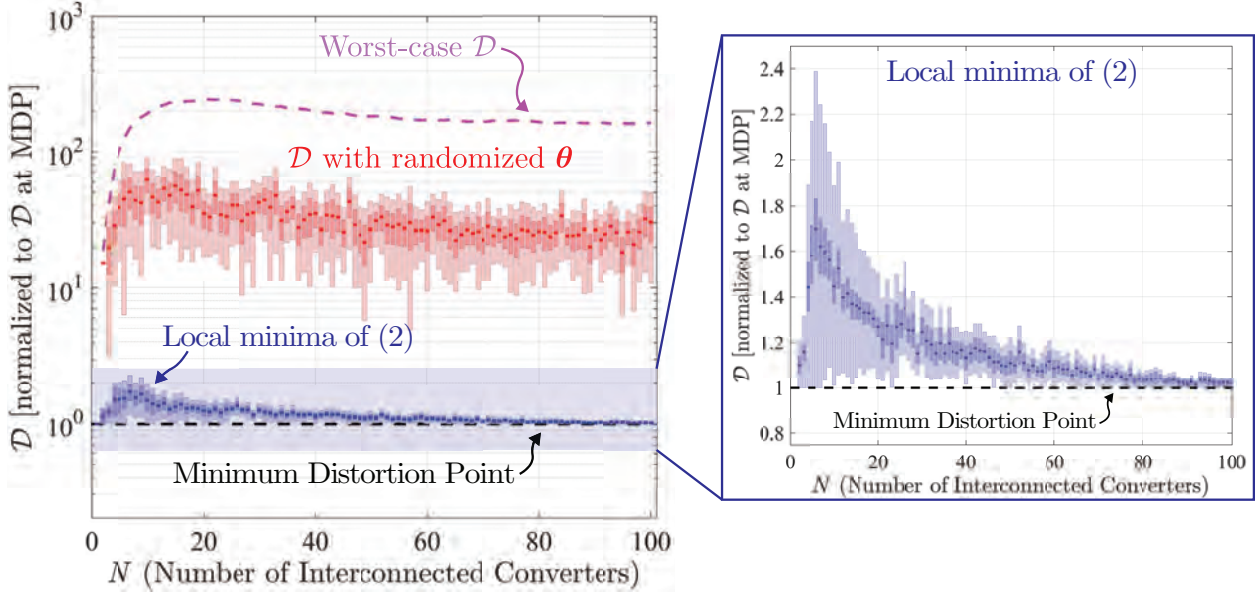 10³
10²
10¹
10⁰
𝒟 [normalized to 𝒟 at MDP]
Worst-case 𝒟
𝒟 with randomized θ
Local minima of (2)
Minimum Distortion Point
0
20
40
60
80
100
N (Number of Interconnected Converters)
2.4
2.2
2
1.8
1.6
1.4
1.2
1
0.8
𝒟 [normalized to 𝒟 at MDP]
Local minima of (2)
Minimum Distortion Point
0
20
40
60
80
100
N (Number of Interconnected Converters)